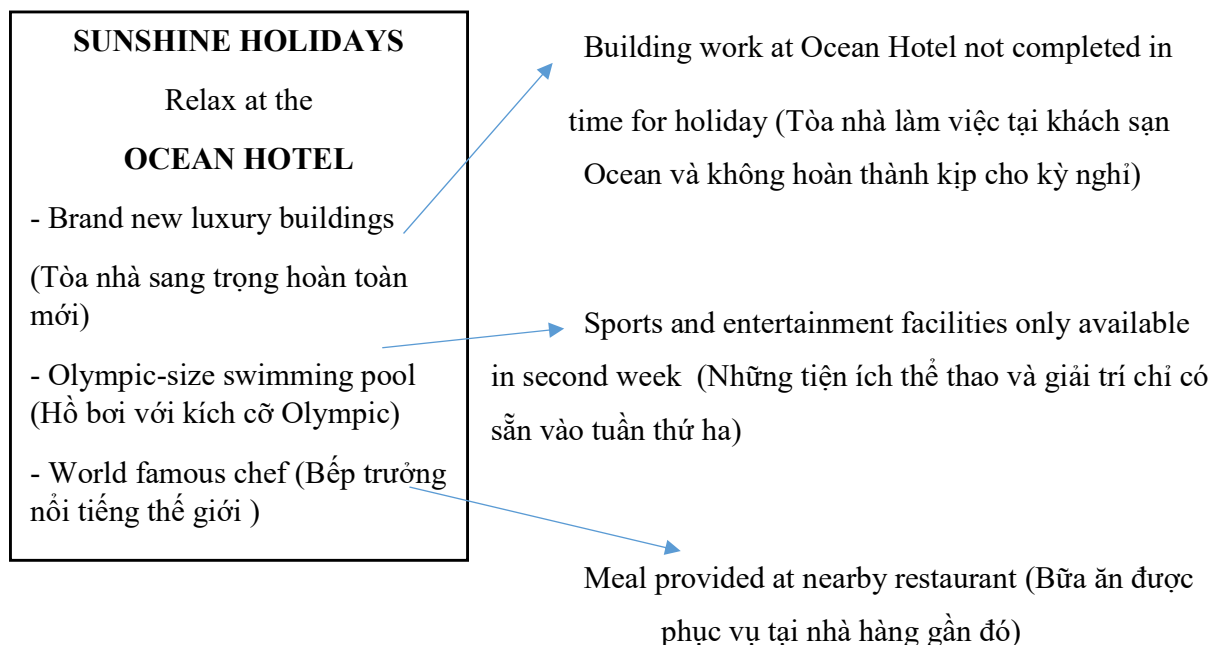 SUNSHINE HOLIDAYS
Relax at the
OCEAN HOTEL
- Brand new luxury buildings
(Tòa nhà sang trọng hoàn toàn
mới)
- Olympic-size swimming pool
(Hồ bơi với kích cỡ Olympic)
- World famous chef (Bếp trưởng
nổi tiếng thế giới )
Building work at Ocean Hotel not completed in
time for holiday (Tòa nhà làm việc tại khách sạn
Ocean và không hoàn thành kịp cho kỳ nghỉ)
Sports and entertainment facilities only available
in second week (Những tiện ích thể thao và giải trí chỉ có
sẵn vào tuần thứ ha)
Meal provided at nearby restaurant (Bữa ăn được
phục vụ tại nhà hàng gần đó)